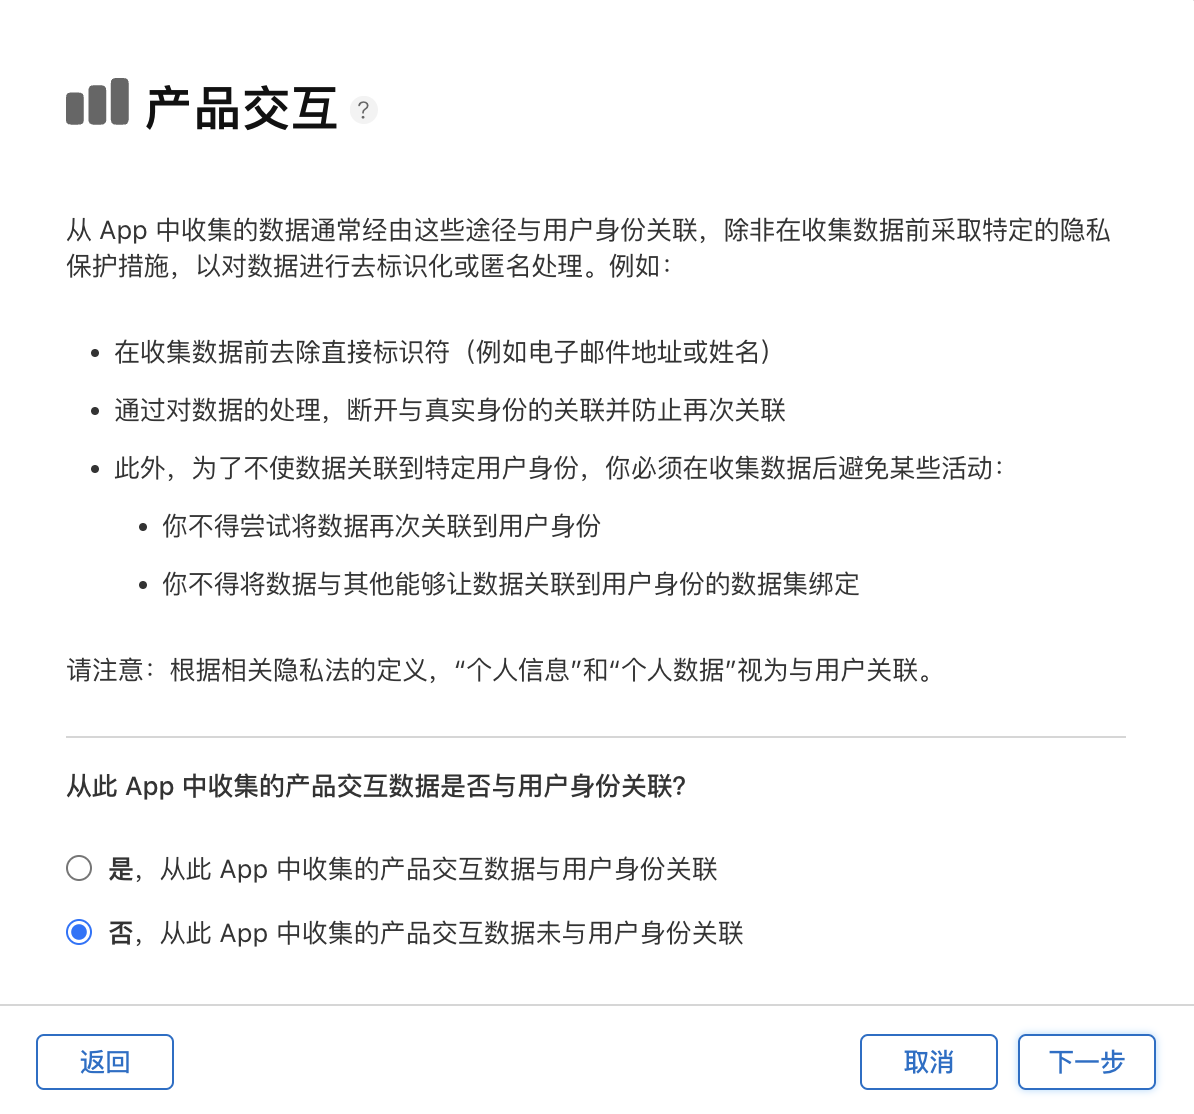 产品交互 ?
从 App 中收集的数据通常经由这些途径与用户身份关联，除非在收集数据前采取特定的隐私
保护措施，以对数据进行去标识化或匿名处理。例如：
• 在收集数据前去除直接标识符（例如电子邮件地址或姓名）
• 通过对数据的处理，断开与真实身份的关联并防止再次关联
• 此外，为了不使数据关联到特定用户身份，你必须在收集数据后避免某些活动：
• 你不得尝试将数据再次关联到用户身份
• 你不得将数据与其他能够让数据关联到用户身份的数据集绑定
请注意：根据相关隐私法的定义，“个人信息”和“个人数据”视为与用户关联。
从此 App 中收集的产品交互数据是否与用户身份关联?
是，从此 App 中收集的产品交互数据与用户身份关联
否，从此 App 中收集的产品交互数据未与用户身份关联
返回 取消 下一步